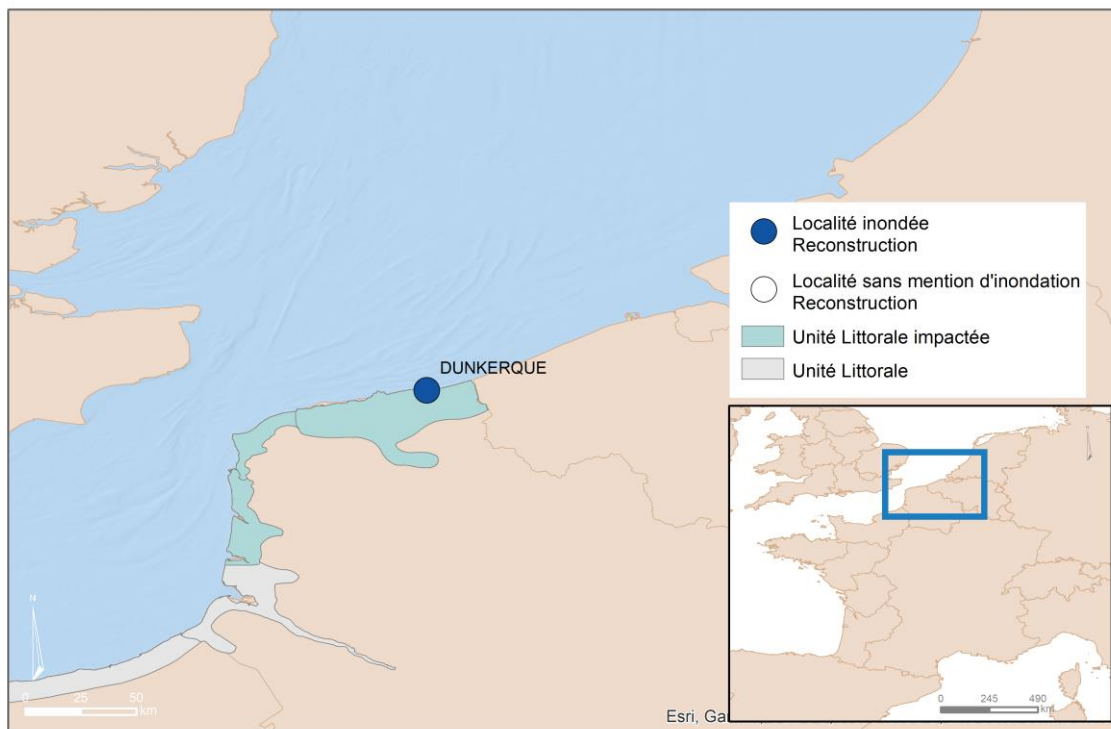 DUNKERQUE
Localité inondée
Reconstruction
Localité sans mention d'inondation
Reconstruction
Unité Littorale impactée
Unité Littorale
N
0 25 50
km
Esri,
0 245 490
km